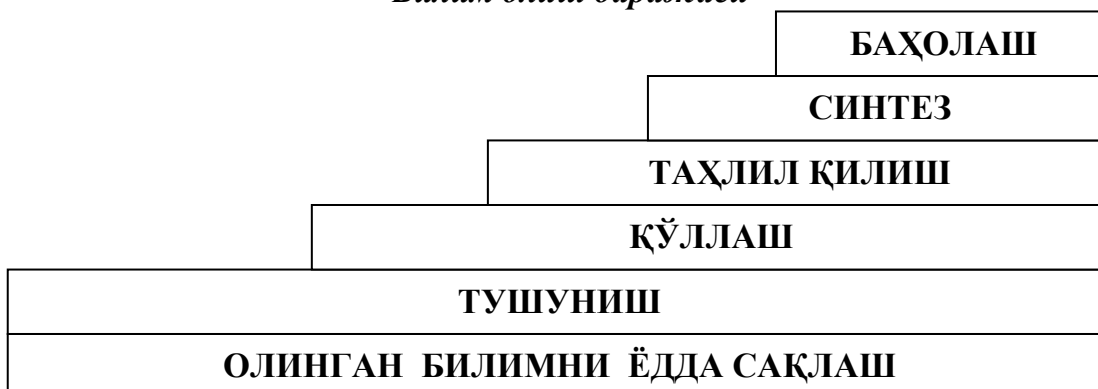 БАҲОЛАШ
СИНТЕЗ
ТАҲЛИЛ ҚИЛИШ
ҚЎЛЛАШ
ТУШУНИШ
ОЛИНГАН БИЛИМНИ ЁДДА САҚЛАШ